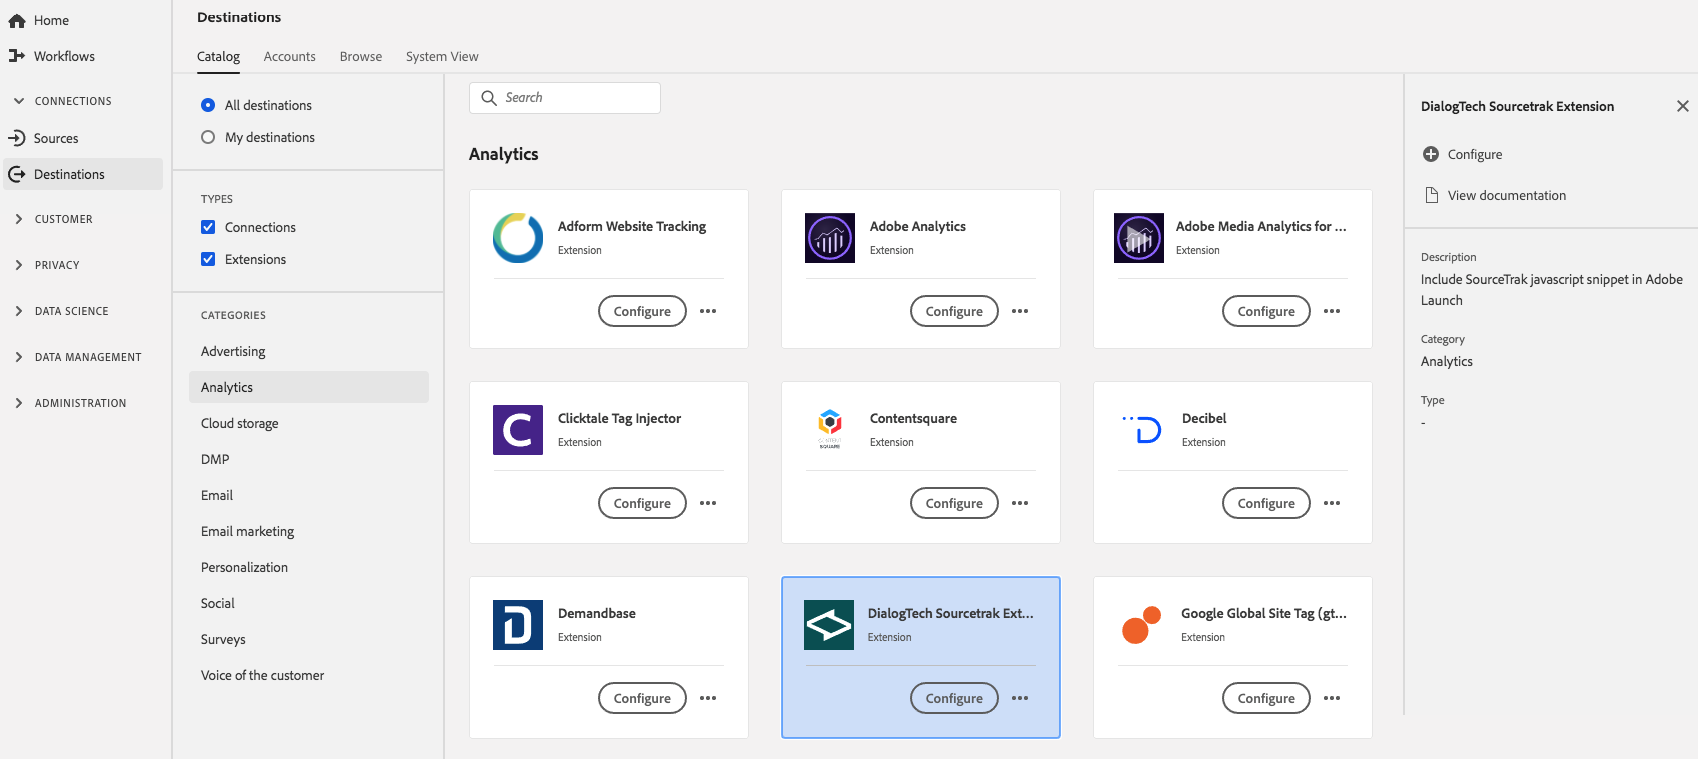 Home
Workflows
CONNECTIONS
Sources
Destinations
CUSTOMER
PRIVACY
DATA SCIENCE
DATA MANAGEMENT
ADMINISTRATION
Destinations
Catalog
Accounts
Browse
System View
All destinations
My destinations
TYPES
Connections
Extensions
CATEGORIES
Advertising
Analytics
Cloud storage
DMP
Email
Email marketing
Personalization
Social
Surveys
Voice of the customer
Search
Analytics
Adform Website Tracking
Extension
Configure
Adobe Analytics
Extension
Configure
Adobe Media Analytics for ...
Extension
Configure
Clicktale Tag Injector
Extension
Configure
Contentsquare
Extension
Configure
Decibel
Extension
Configure
Demandbase
Extension
Configure
DialogTech Sourcetrak Ext...
Extension
Configure
Google Global Site Tag (gt...
Extension
Configure
DialogTech Sourcetrak Extension
Configure
View documentation
Description
Include SourceTrak javascript snippet in Adobe
Launch
Category
Analytics
Type
-